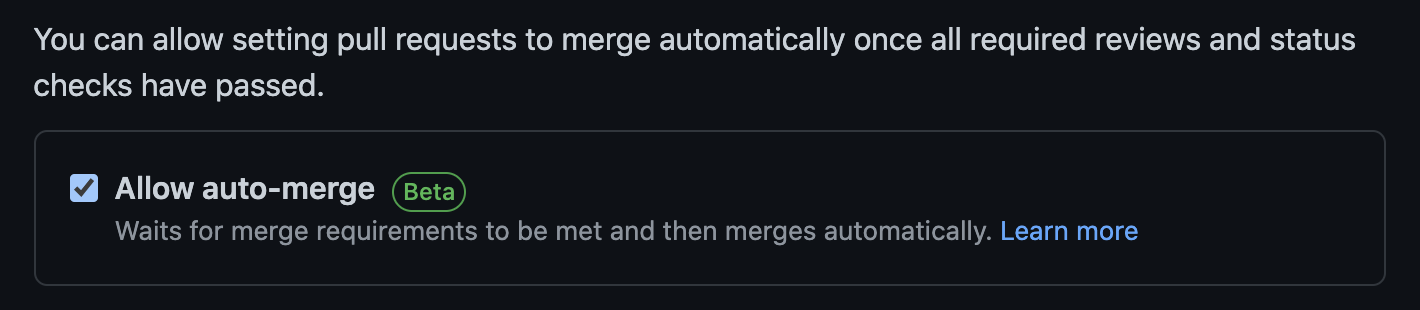 You can allow setting pull requests to merge automatically once all required reviews and status
checks have passed.
Allow auto-merge Beta
Waits for merge requirements to be met and then merges automatically. Learn more